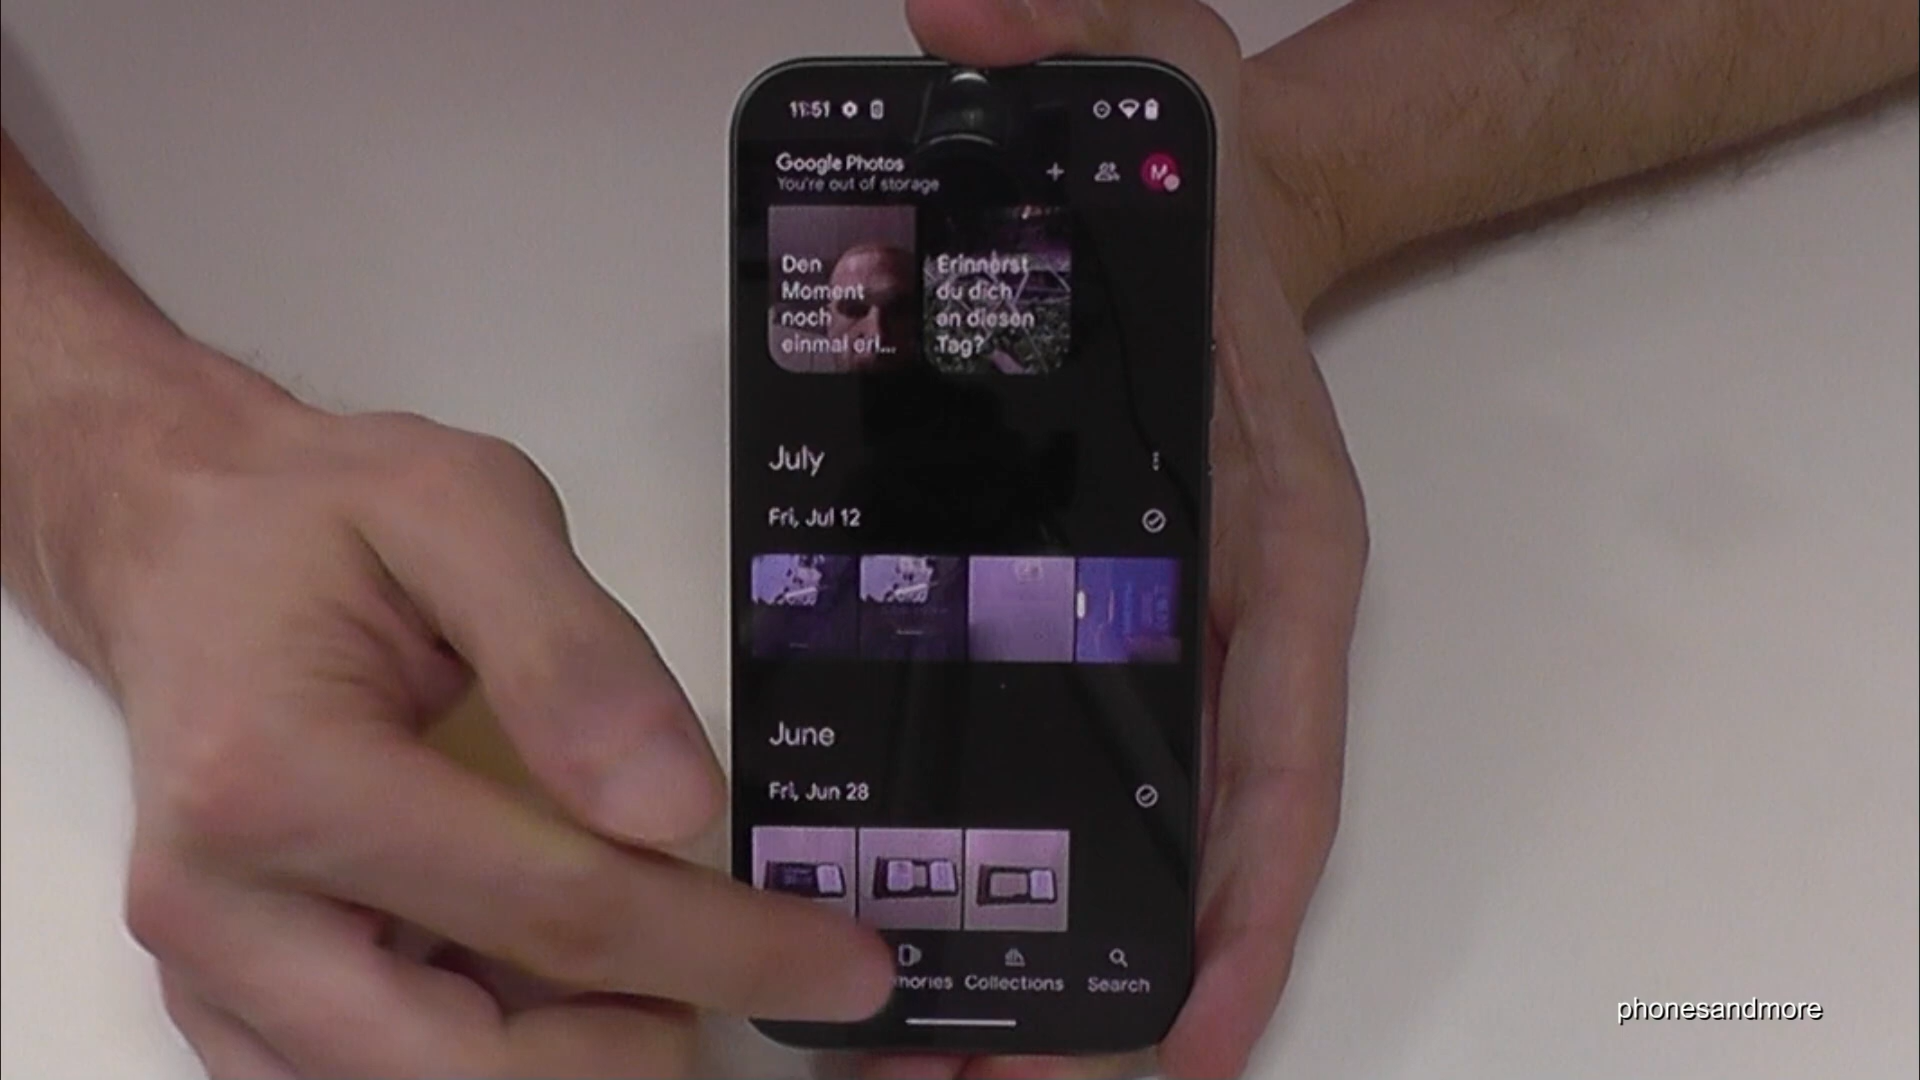 11:51
Google Photos
You're out of storage
M
Den
Moment
noch
einmal erl...
Erinnerst
du dich
an diesen
Tag?
July
Fri, Jul 12
June
Fri, Jun 28
mories
Collections
Search
phonesandmore